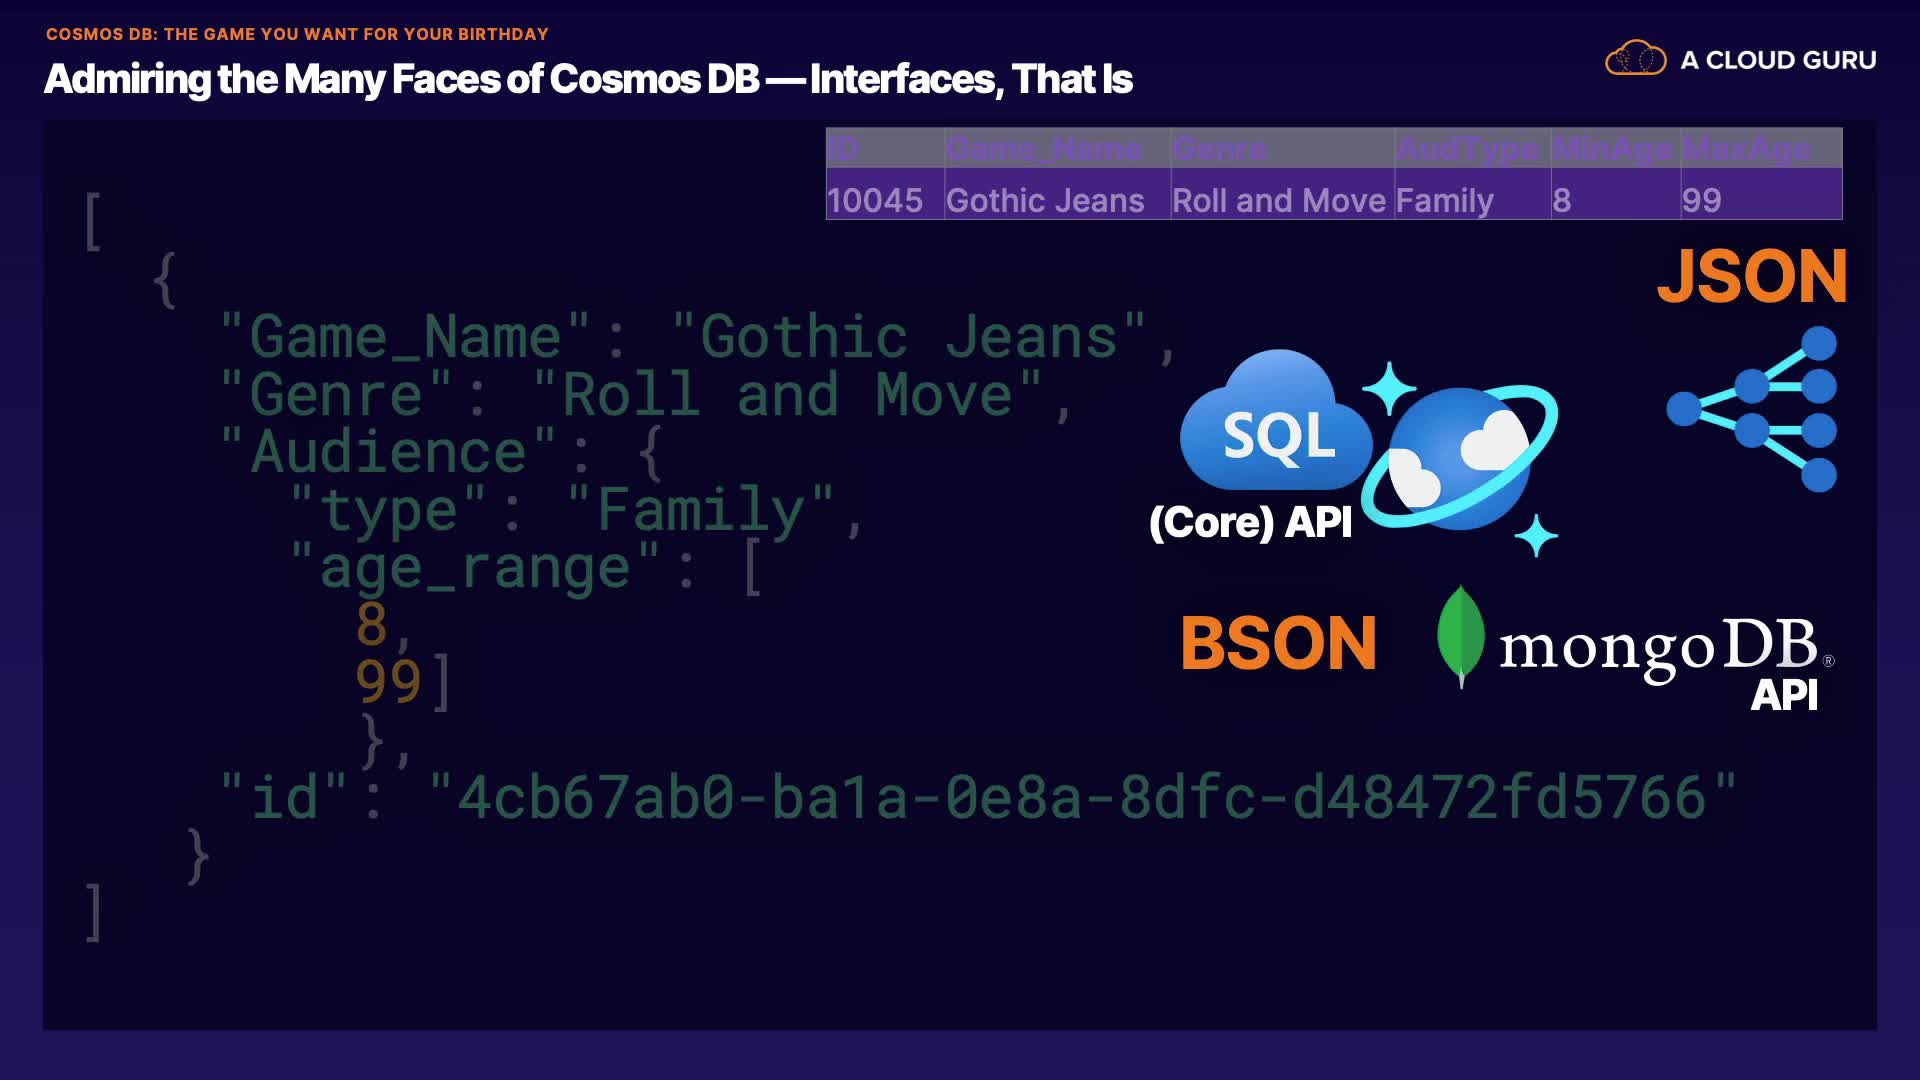 COSMOS DB: THE GAME YOU WANT FOR YOUR BIRTHDAY
Admiring the Many Faces of Cosmos DB — Interfaces, That Is
A CLOUD GURU
ID Game_Name Genre AudType MinAge MaxAge
10045 Gothic Jeans Roll and Move Family 8 99
[
{
"Game_Name": "Gothic Jeans",
"Genre": "Roll and Move",
"Audience": {
"type": "Family",
"age_range": [
8,
99]
},
"id": "4cb67ab0-ba1a-0e8a-8dfc-d48472fd5766"
}
]
JSON
SQL
(Core) API
BSON
mongoDB®
API